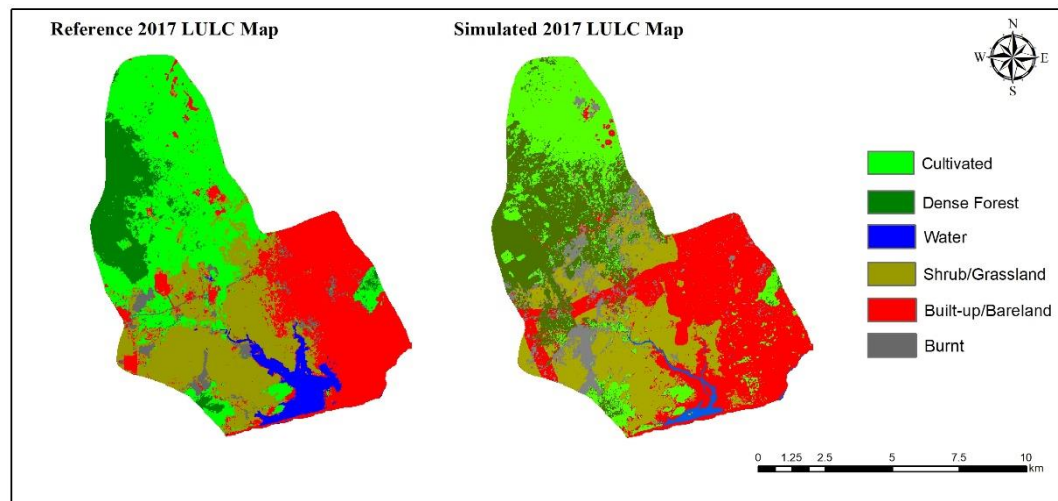 Reference 2017 LULC Map
Simulated 2017 LULC Map
N
W E
S
Cultivated
Dense Forest
Water
Shrub/Grassland
Built-up/Bareland
Burnt
0 1.25 2.5 5 7.5 10
km